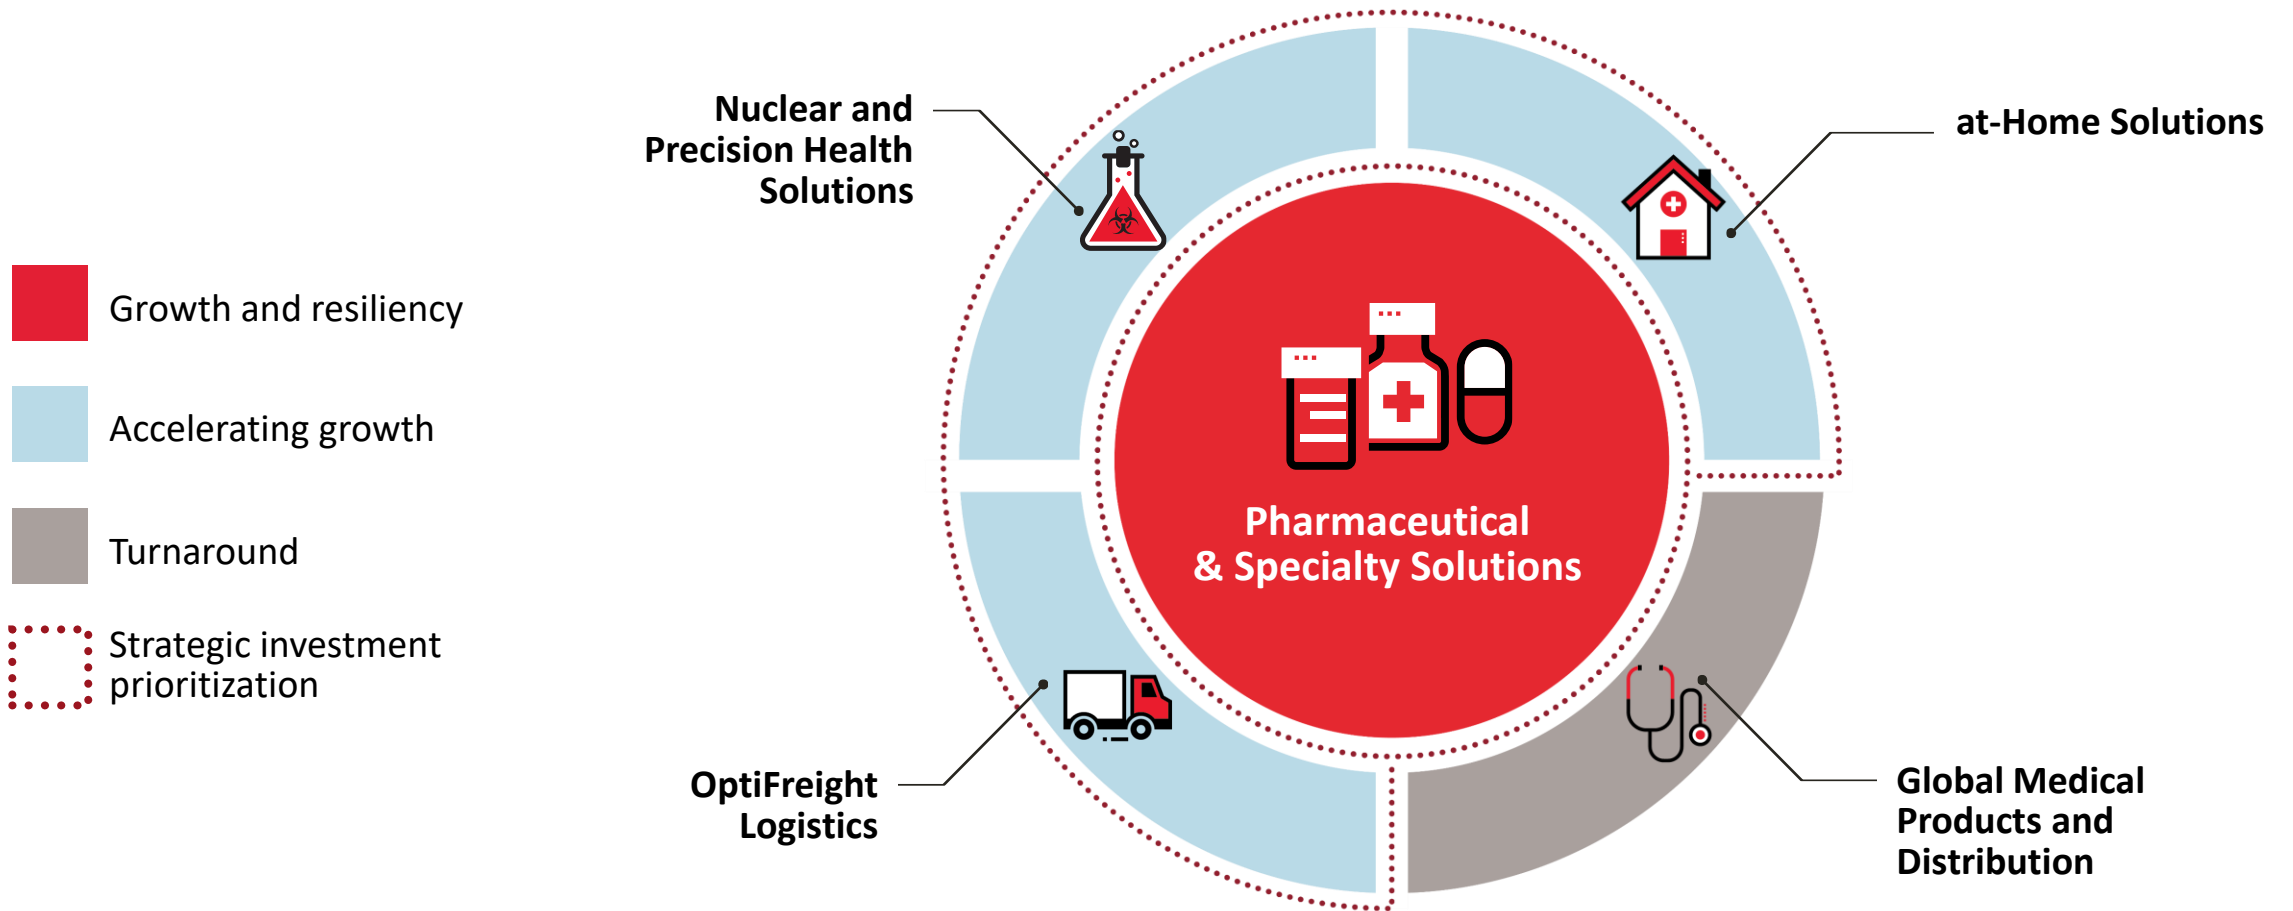 Growth and resiliency
Accelerating growth
Turnaround
Strategic investment
prioritization
Nuclear and
Precision Health
Solutions
at-Home Solutions
Pharmaceutical
& Specialty Solutions
OptiFreight
Logistics
Global Medical
Products and
Distribution